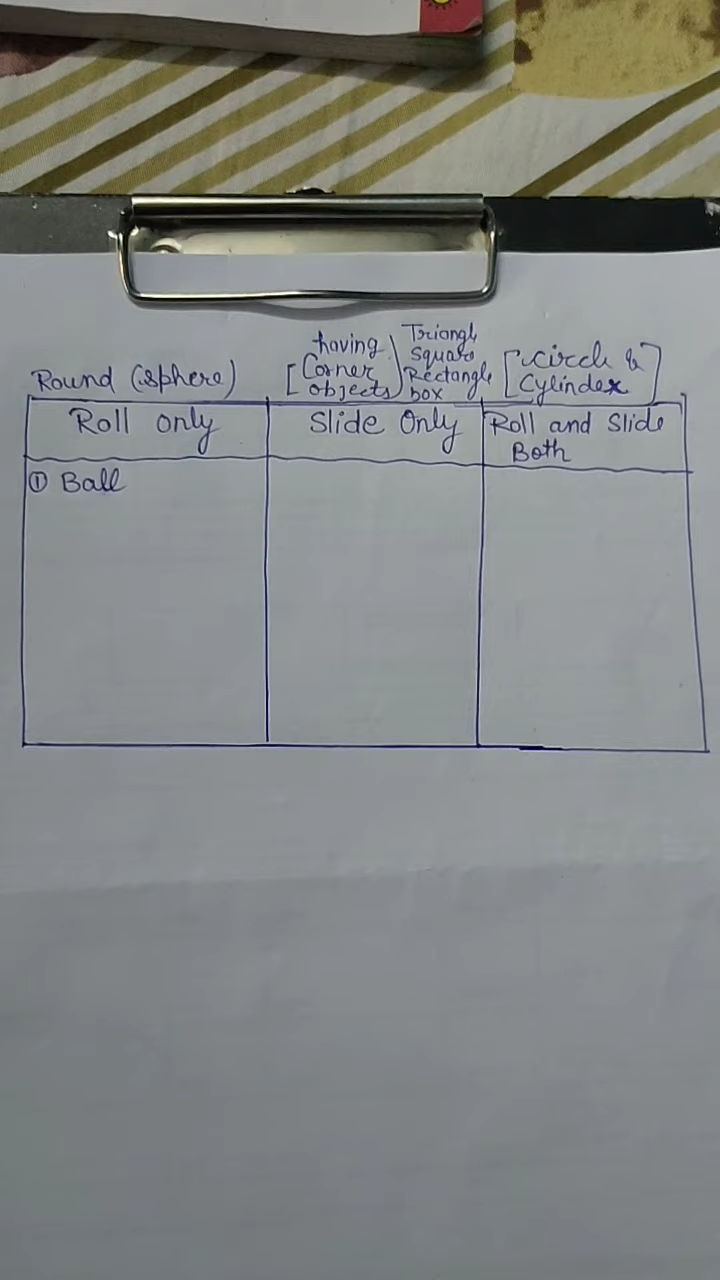 Round (sphere)
[ having
Corner
objects )
Triangle
Square
Rectangle
box
[ circle &
Cylinder ]
Roll only
Slide Only
Roll and Slide
Both
① Ball